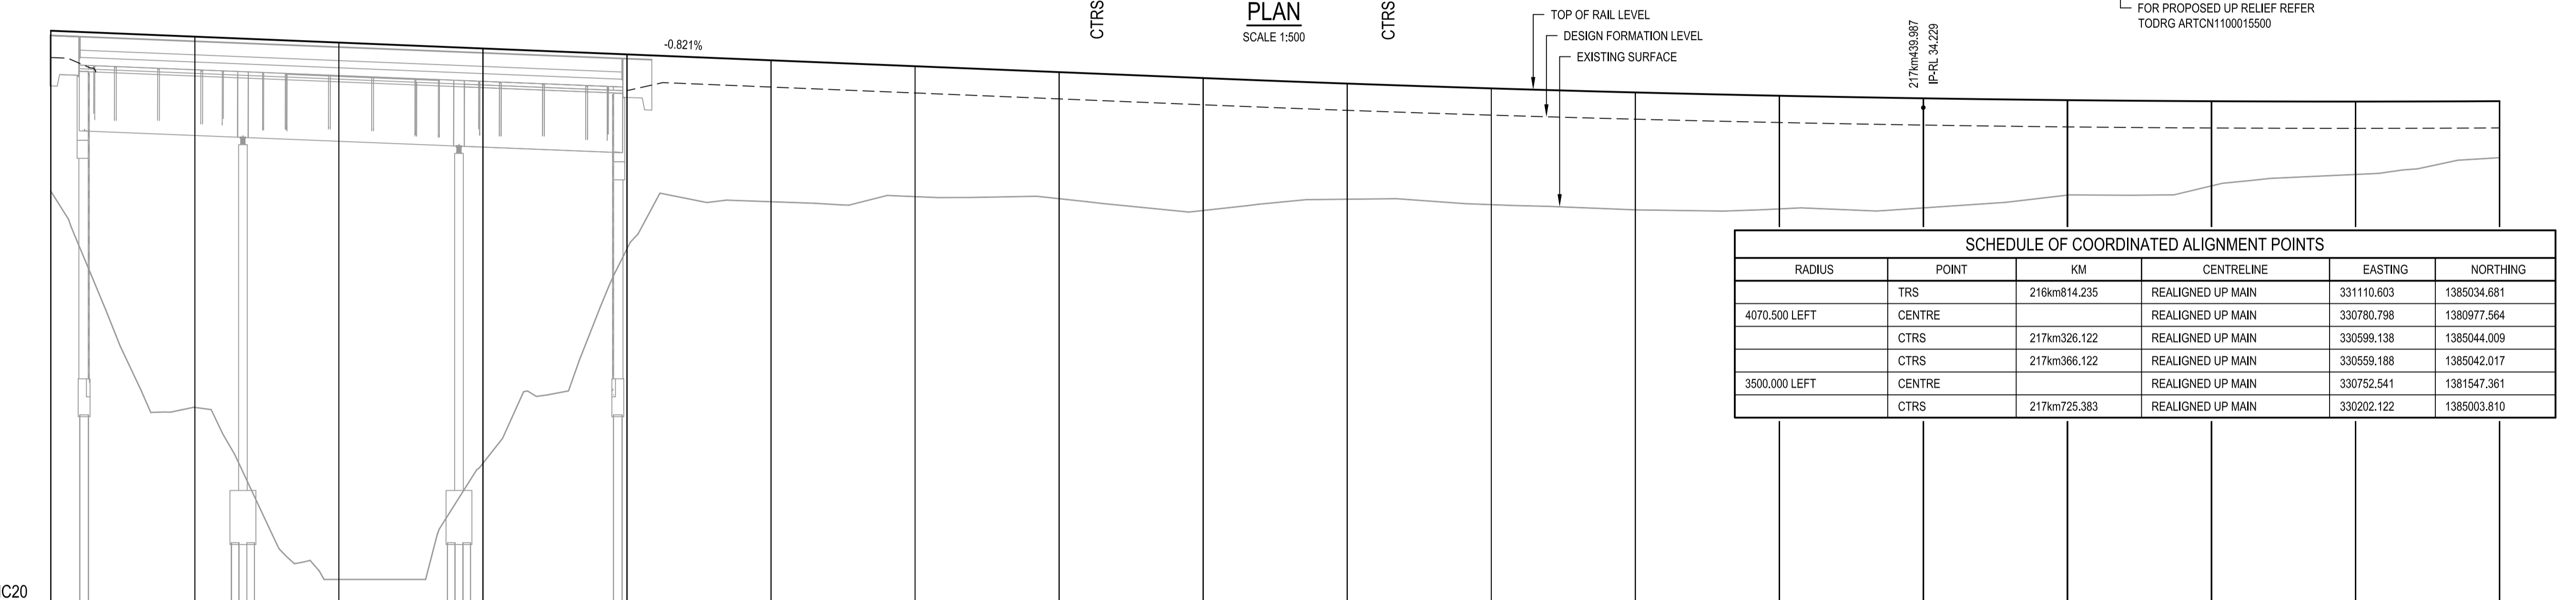 CTRS
PLAN
SCALE 1:500
CTRS
TOP OF RAIL LEVEL
DESIGN FORMATION LEVEL
EXISTING SURFACE
217km439.987
IP-RL 34.229
FOR PROPOSED UP RELIEF REFER
TODRG ARTCN1100015500
-0.821%
SCHEDULE OF COORDINATED ALIGNMENT POINTS
RADIUS POINT KM CENTRELINE EASTING NORTHING
TRS 216km814.235 REALIGNED UP MAIN 331110.603 1385034.681
4070.500 LEFT CENTRE REALIGNED UP MAIN 330780.798 1380977.564
CTRS 217km326.122 REALIGNED UP MAIN 330599.138 1385044.009
CTRS 217km366.122 REALIGNED UP MAIN 330559.188 1385042.017
3500.000 LEFT CENTRE REALIGNED UP MAIN 330752.541 1381547.361
CTRS 217km725.383 REALIGNED UP MAIN 330202.122 1385003.810
C20